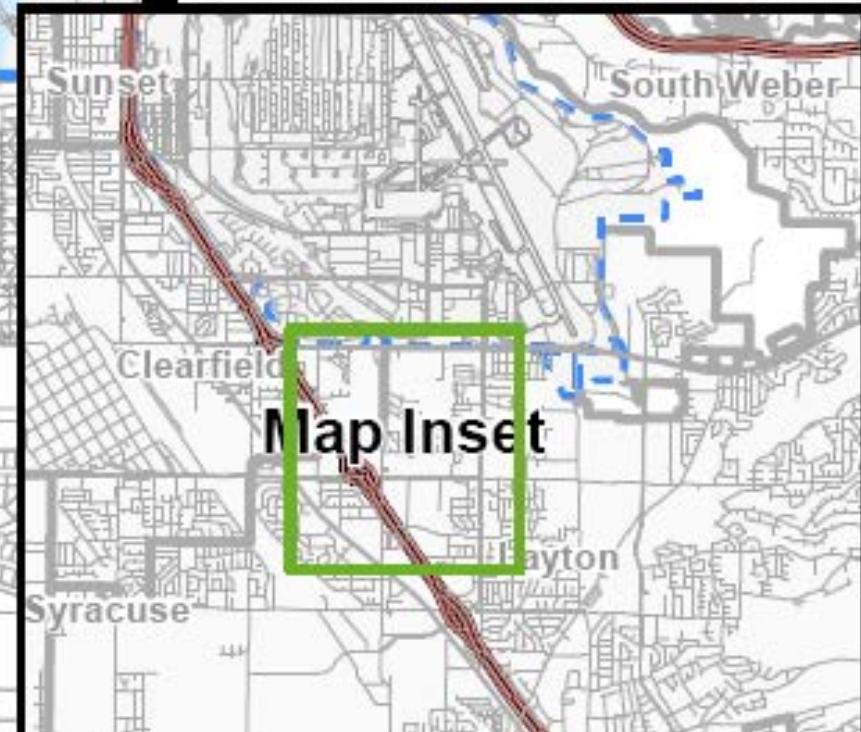 Sunset
South Weber
Clearfield
Map Inset
Layton
Syracuse